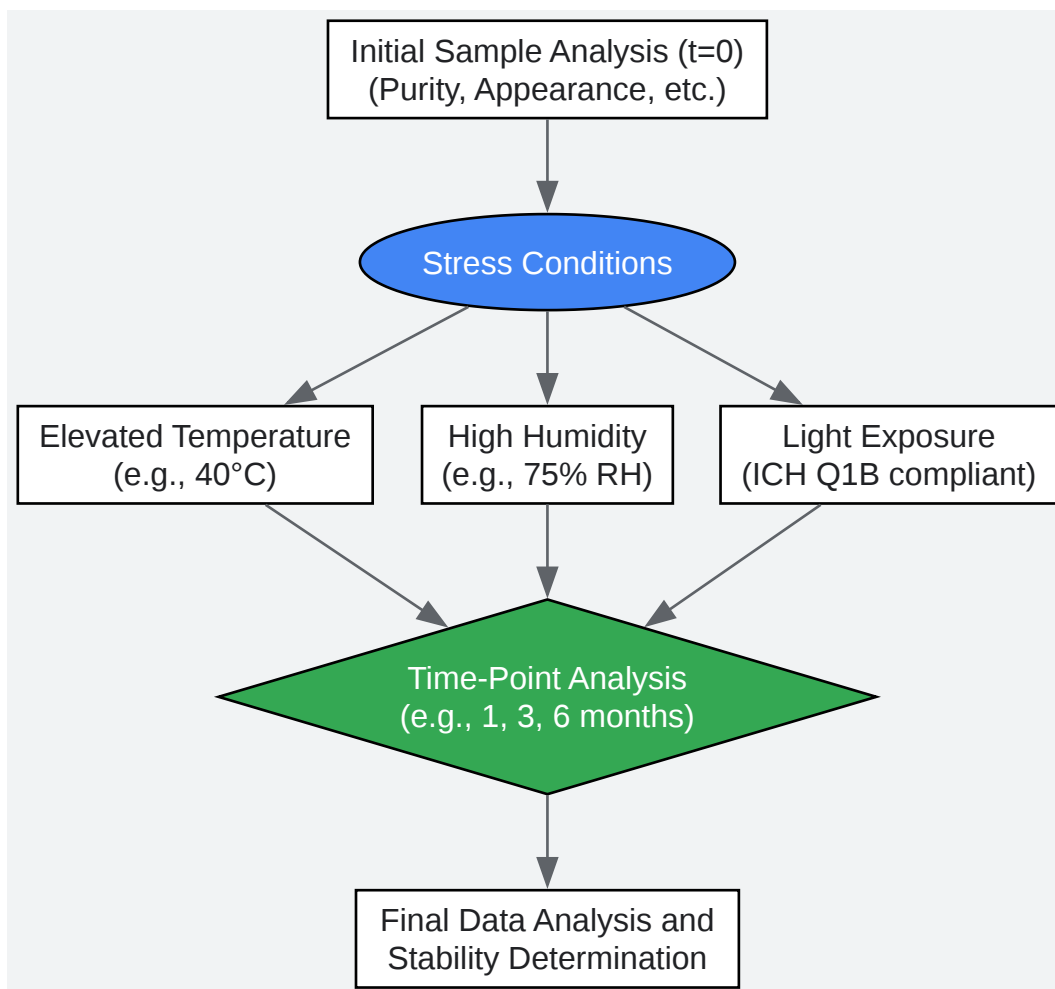 Initial Sample Analysis (t=0)
(Purity, Appearance, etc.)
Stress Conditions
Elevated Temperature
(e.g., 40°C)
High Humidity
(e.g., 75% RH)
Light Exposure
(ICH Q1B compliant)
Time-Point Analysis
(e.g., 1, 3, 6 months)
Final Data Analysis and
Stability Determination